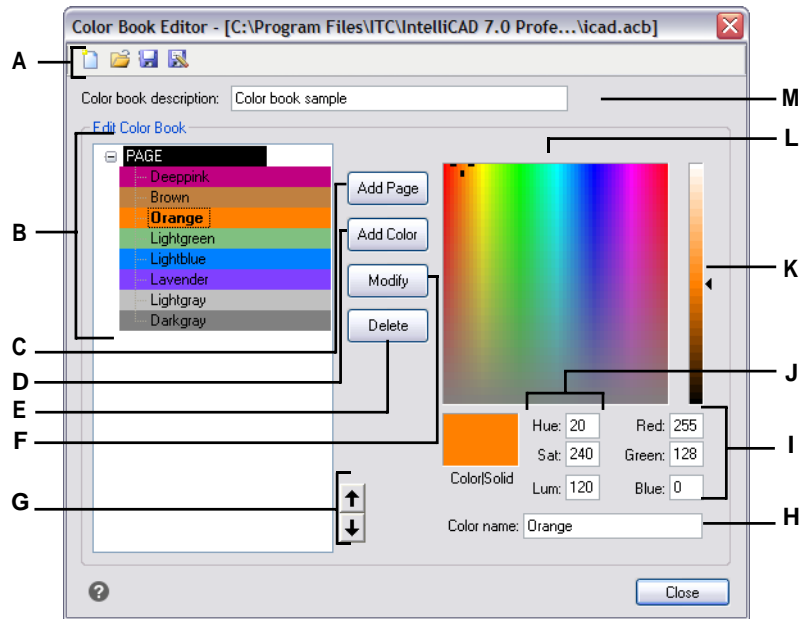 Color Book Editor - [C:\Program Files\ITC\IntelliCAD 7.0 Profe...\icad.acb]
A
Color book description: Color book sample
M
Edit Color Book
L
PAGE
Deeppink
Brown
Orange
Lightgreen
Lightblue
Lavender
Lightgray
Darkgray
B
Add Page
Add Color
Modify
Delete
K
C
D
E
F
J
Hue: 20 Red: 255
Sat: 240 Green: 128
Lum: 120 Blue: 0
I
Color|Solid
G
Color name: Orange
H
?
Close